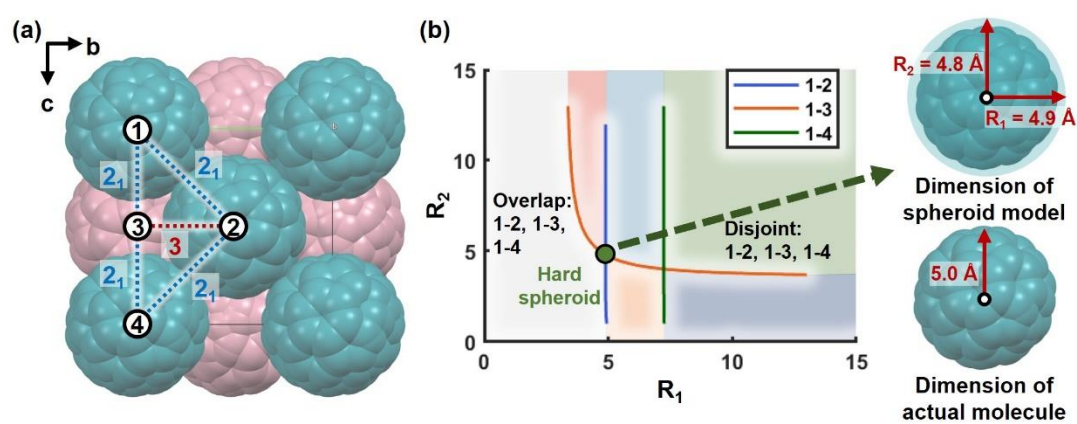 (a)
b
c
1
2₁
2₁
3
3
2
2₁
2₁
4
(b)
15
10
5
0
R₂
1-2
1-3
1-4
Overlap:
1-2, 1-3,
1-4
Hard
spheroid
Disjoint:
1-2, 1-3, 1-4
0
5
10
15
R₁
R₂ = 4.8 Å
R₁ = 4.9 Å
Dimension of
spheroid model
5.0 Å
Dimension of
actual molecule